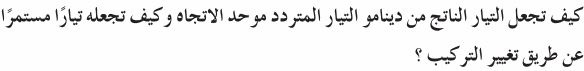 كيف تجعل التيار الناتج من دينامو التيار المتردد موحد الاتجاه وكيف تجعله تيارًا مستمرًا
عن طريق تغيير التركيب ؟